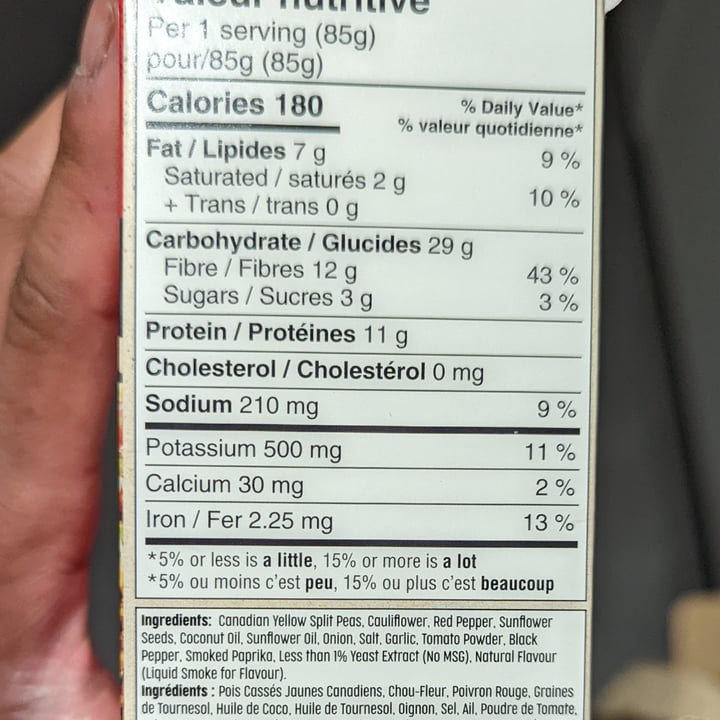 Valeur nutritive
Per 1 serving (85g)
pour/85g (85g)
Calories 180
% Daily Value*
% valeur quotidienne*
Fat / Lipides 7 g 9 %
Saturated / saturés 2 g
+ Trans / trans 0 g 10 %
Carbohydrate / Glucides 29 g
Fibre / Fibres 12 g 43 %
Sugars / Sucres 3 g 3 %
Protein / Protéines 11 g
Cholesterol / Cholestérol 0 mg
Sodium 210 mg 9 %
Potassium 500 mg 11 %
Calcium 30 mg 2 %
Iron / Fer 2.25 mg 13 %
*5% or less is a little, 15% or more is a lot
*5% ou moins c'est peu, 15% ou plus c'est beaucoup
Ingredients: Canadian Yellow Split Peas, Cauliflower, Red Pepper, Sunflower
Seeds, Coconut Oil, Sunflower Oil, Onion, Salt, Garlic, Tomato Powder, Black
Pepper, Smoked Paprika, Less than 1% Yeast Extract (No MSG), Natural Flavour
(Liquid Smoke for Flavour).
Ingrédients : Pois Cassés Jaunes Canadiens, Chou-Fleur, Poivron Rouge, Graines
de Tournesol, Huile de Coco, Huile de Tournesol, Oignon, Sel, Ail, Poudre de Tomate,